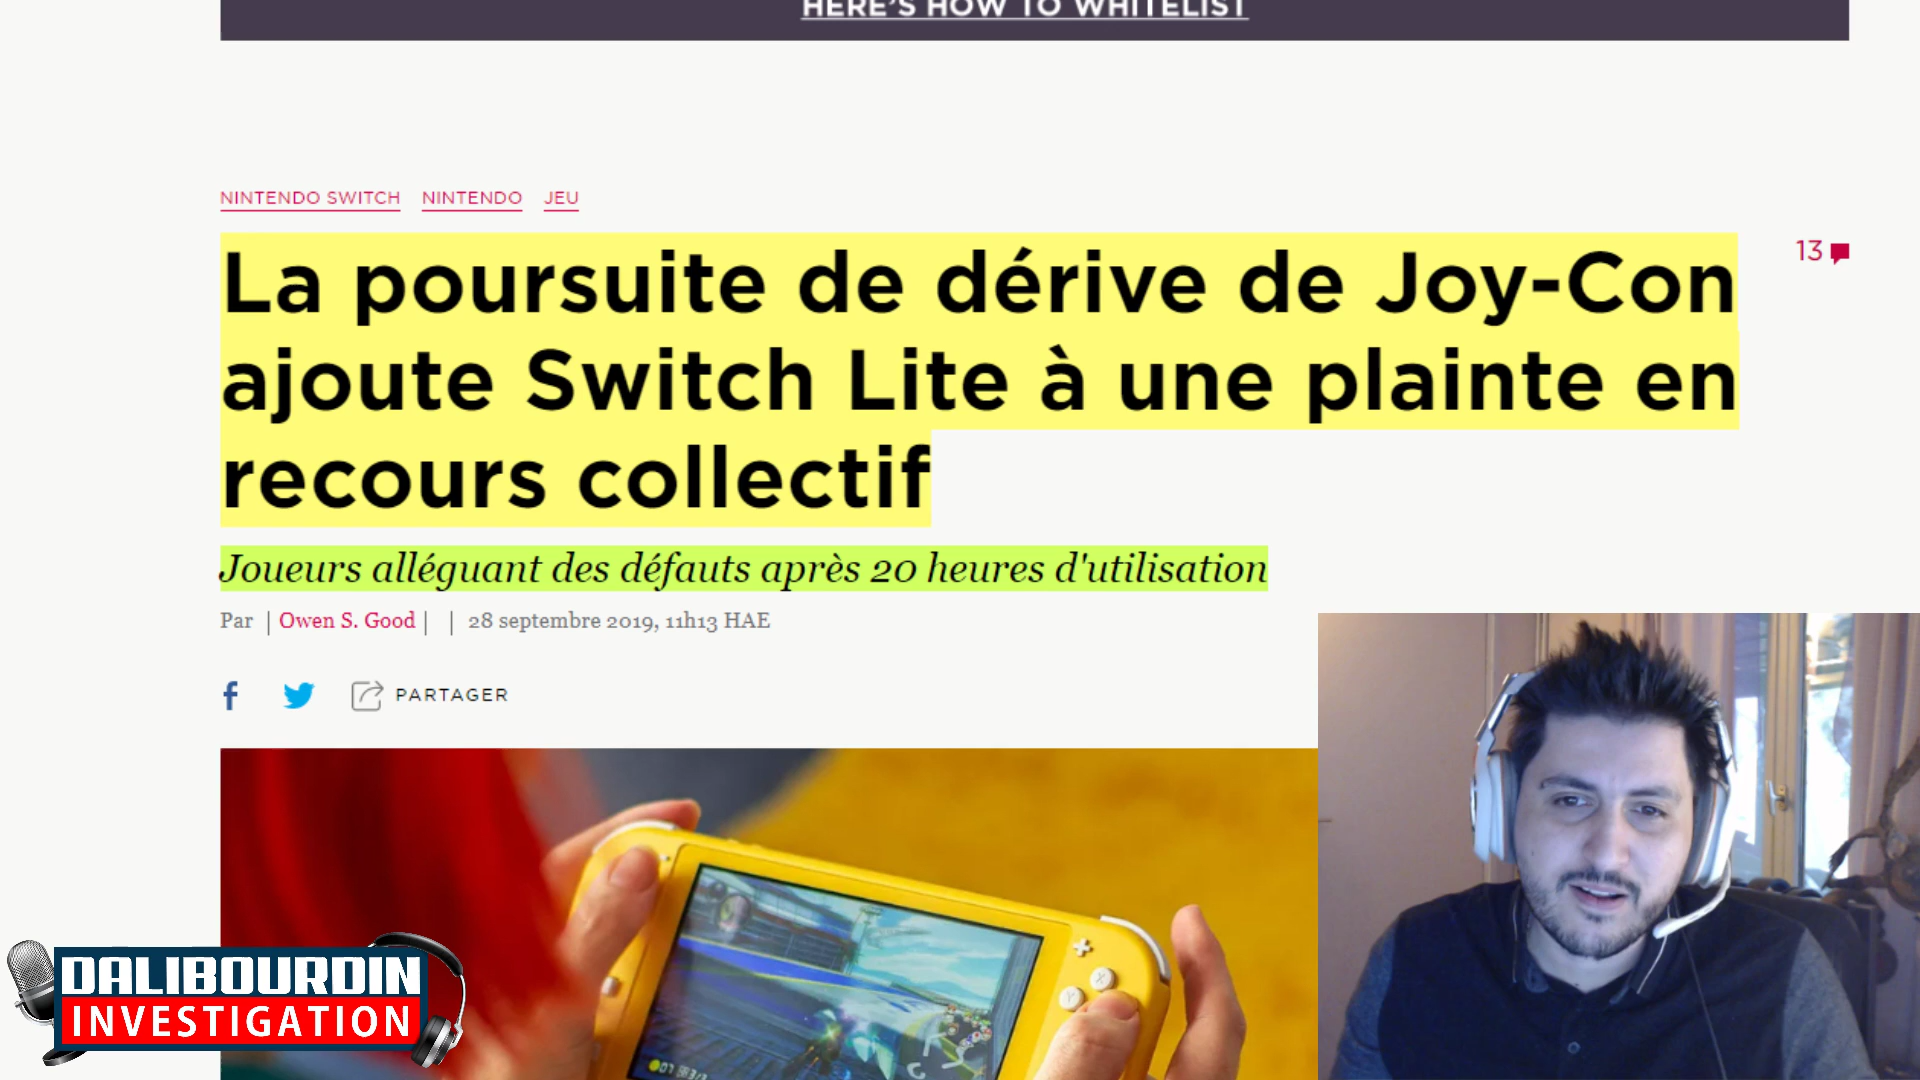 HERE'S HOW TO WHITELIST
NINTENDO SWITCH NINTENDO JEU
La poursuite de dérive de Joy-Con
13
ajoute Switch Lite à une plainte en
recours collectif
Joueurs alléguant des défauts après 20 heures d'utilisation
Par | Owen S. Good | | 28 septembre 2019, 11h13 HAE
f PARTAGER
X
Y
DALIBOURDIN
INVESTIGATION